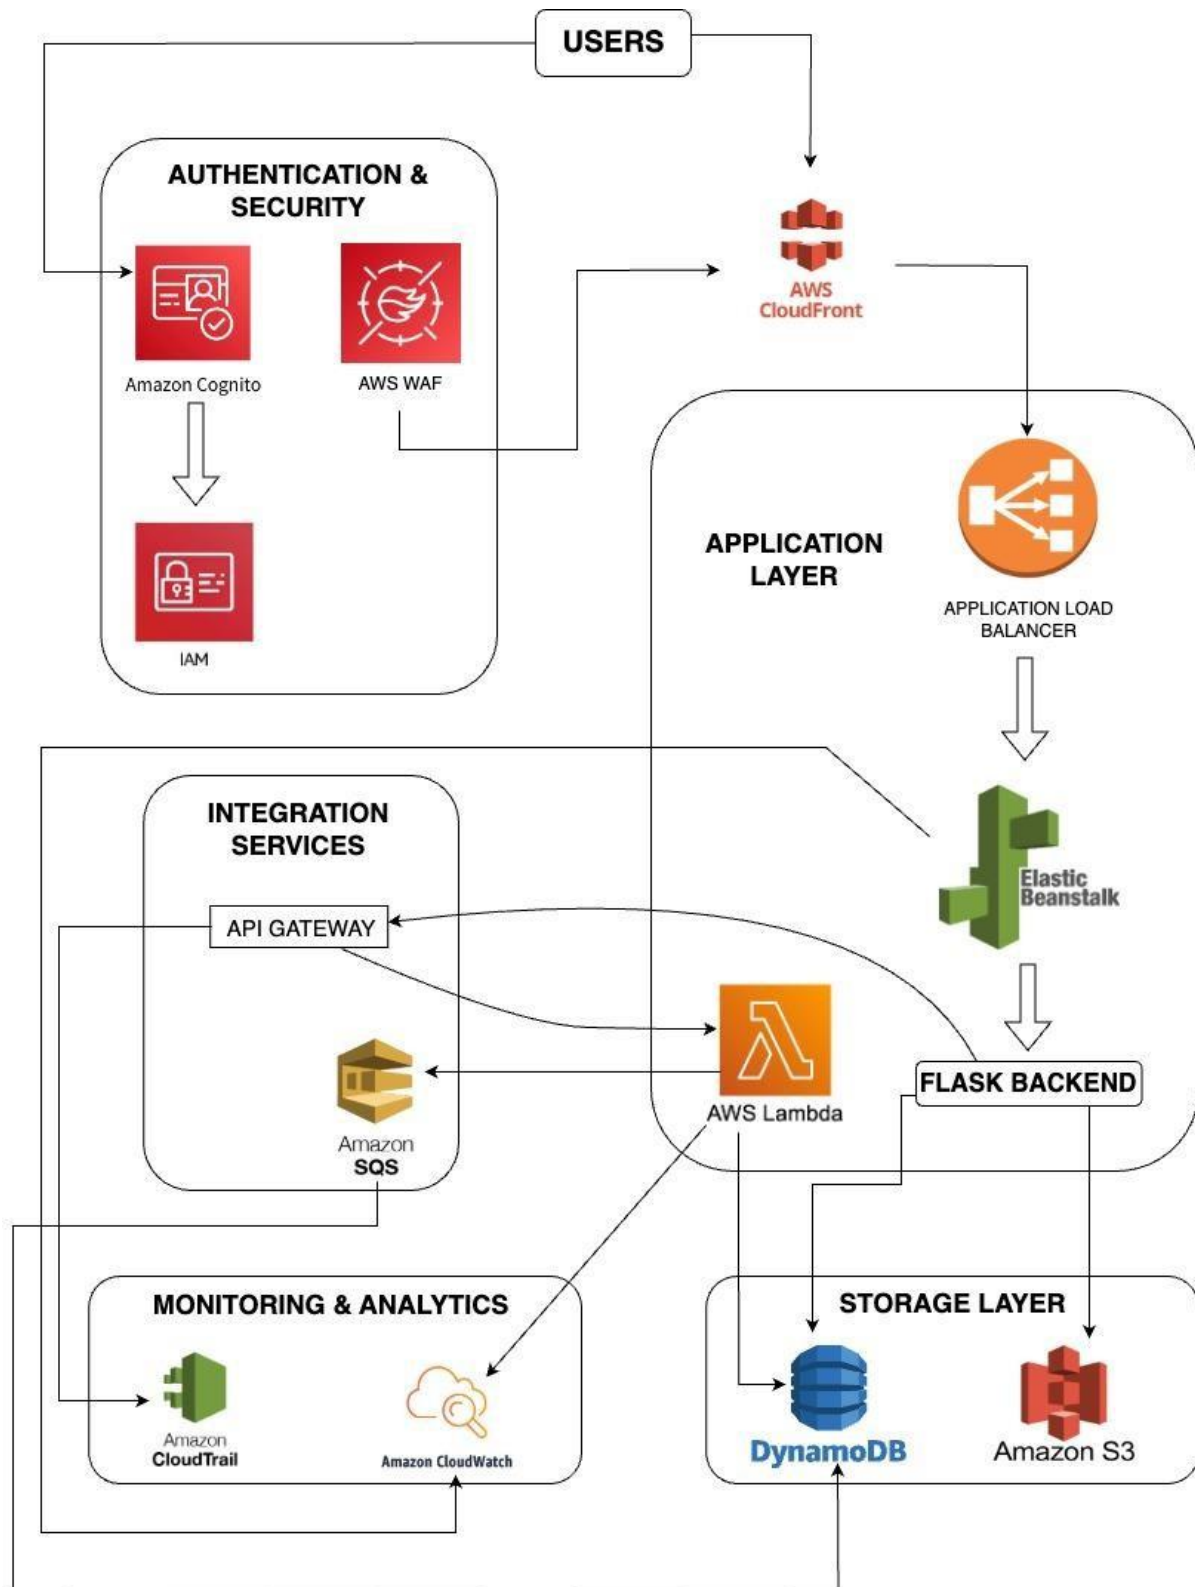 USERS
AUTHENTICATION &
SECURITY
Amazon Cognito
AWS WAF
IAM
AWS
CloudFront
APPLICATION
LAYER
APPLICATION LOAD
BALANCER
Elastic
Beanstalk
INTEGRATION
SERVICES
API GATEWAY
Amazon
SQS
AWS Lambda
FLASK BACKEND
MONITORING & ANALYTICS
Amazon
CloudTrail
Amazon CloudWatch
STORAGE LAYER
DynamoDB
Amazon S3